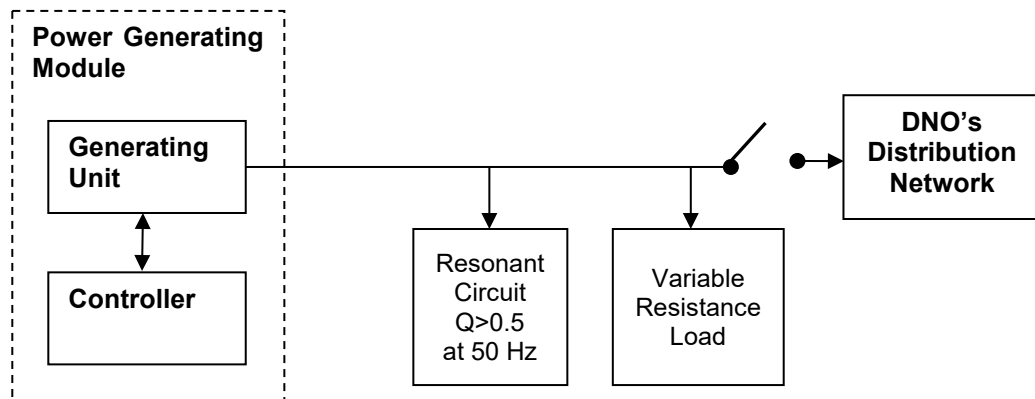 Power Generating
Module
Generating
Unit
Controller
Resonant
Circuit
Q>0.5
at 50 Hz
Variable
Resistance
Load
DNO's
Distribution
Network